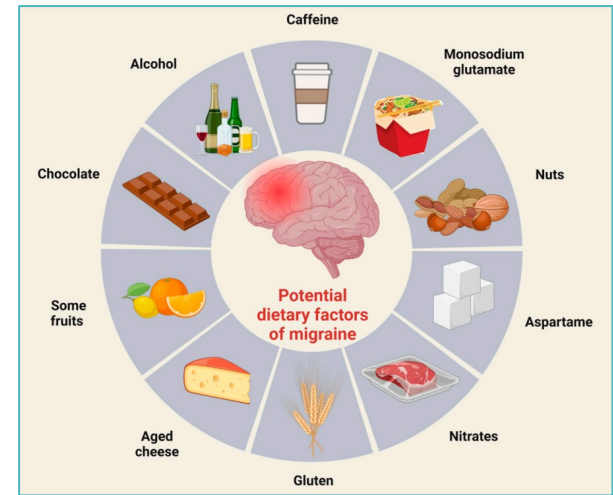 Caffeine
Monosodium
glutamate
Nuts
Aspartame
Nitrates
Gluten
Aged
cheese
Some
fruits
Chocolate
Alcohol
Potential
dietary factors
of migraine